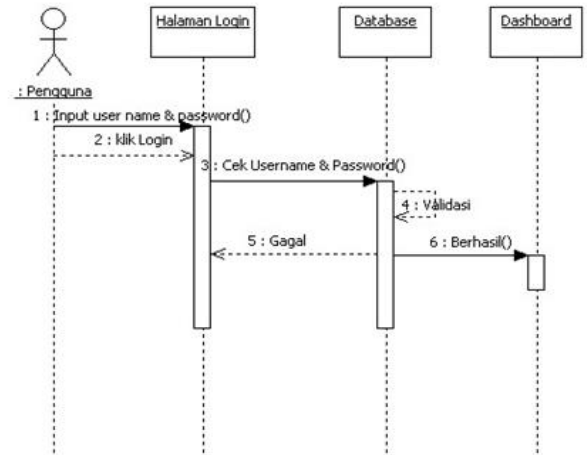 Halaman Login
Database
Dashboard
: Pengguna
1 : Input user name & password()
2 : klik Login
3 : Cek Username & Password()
4 : Validasi
5 : Gagal
6 : Berhasil()